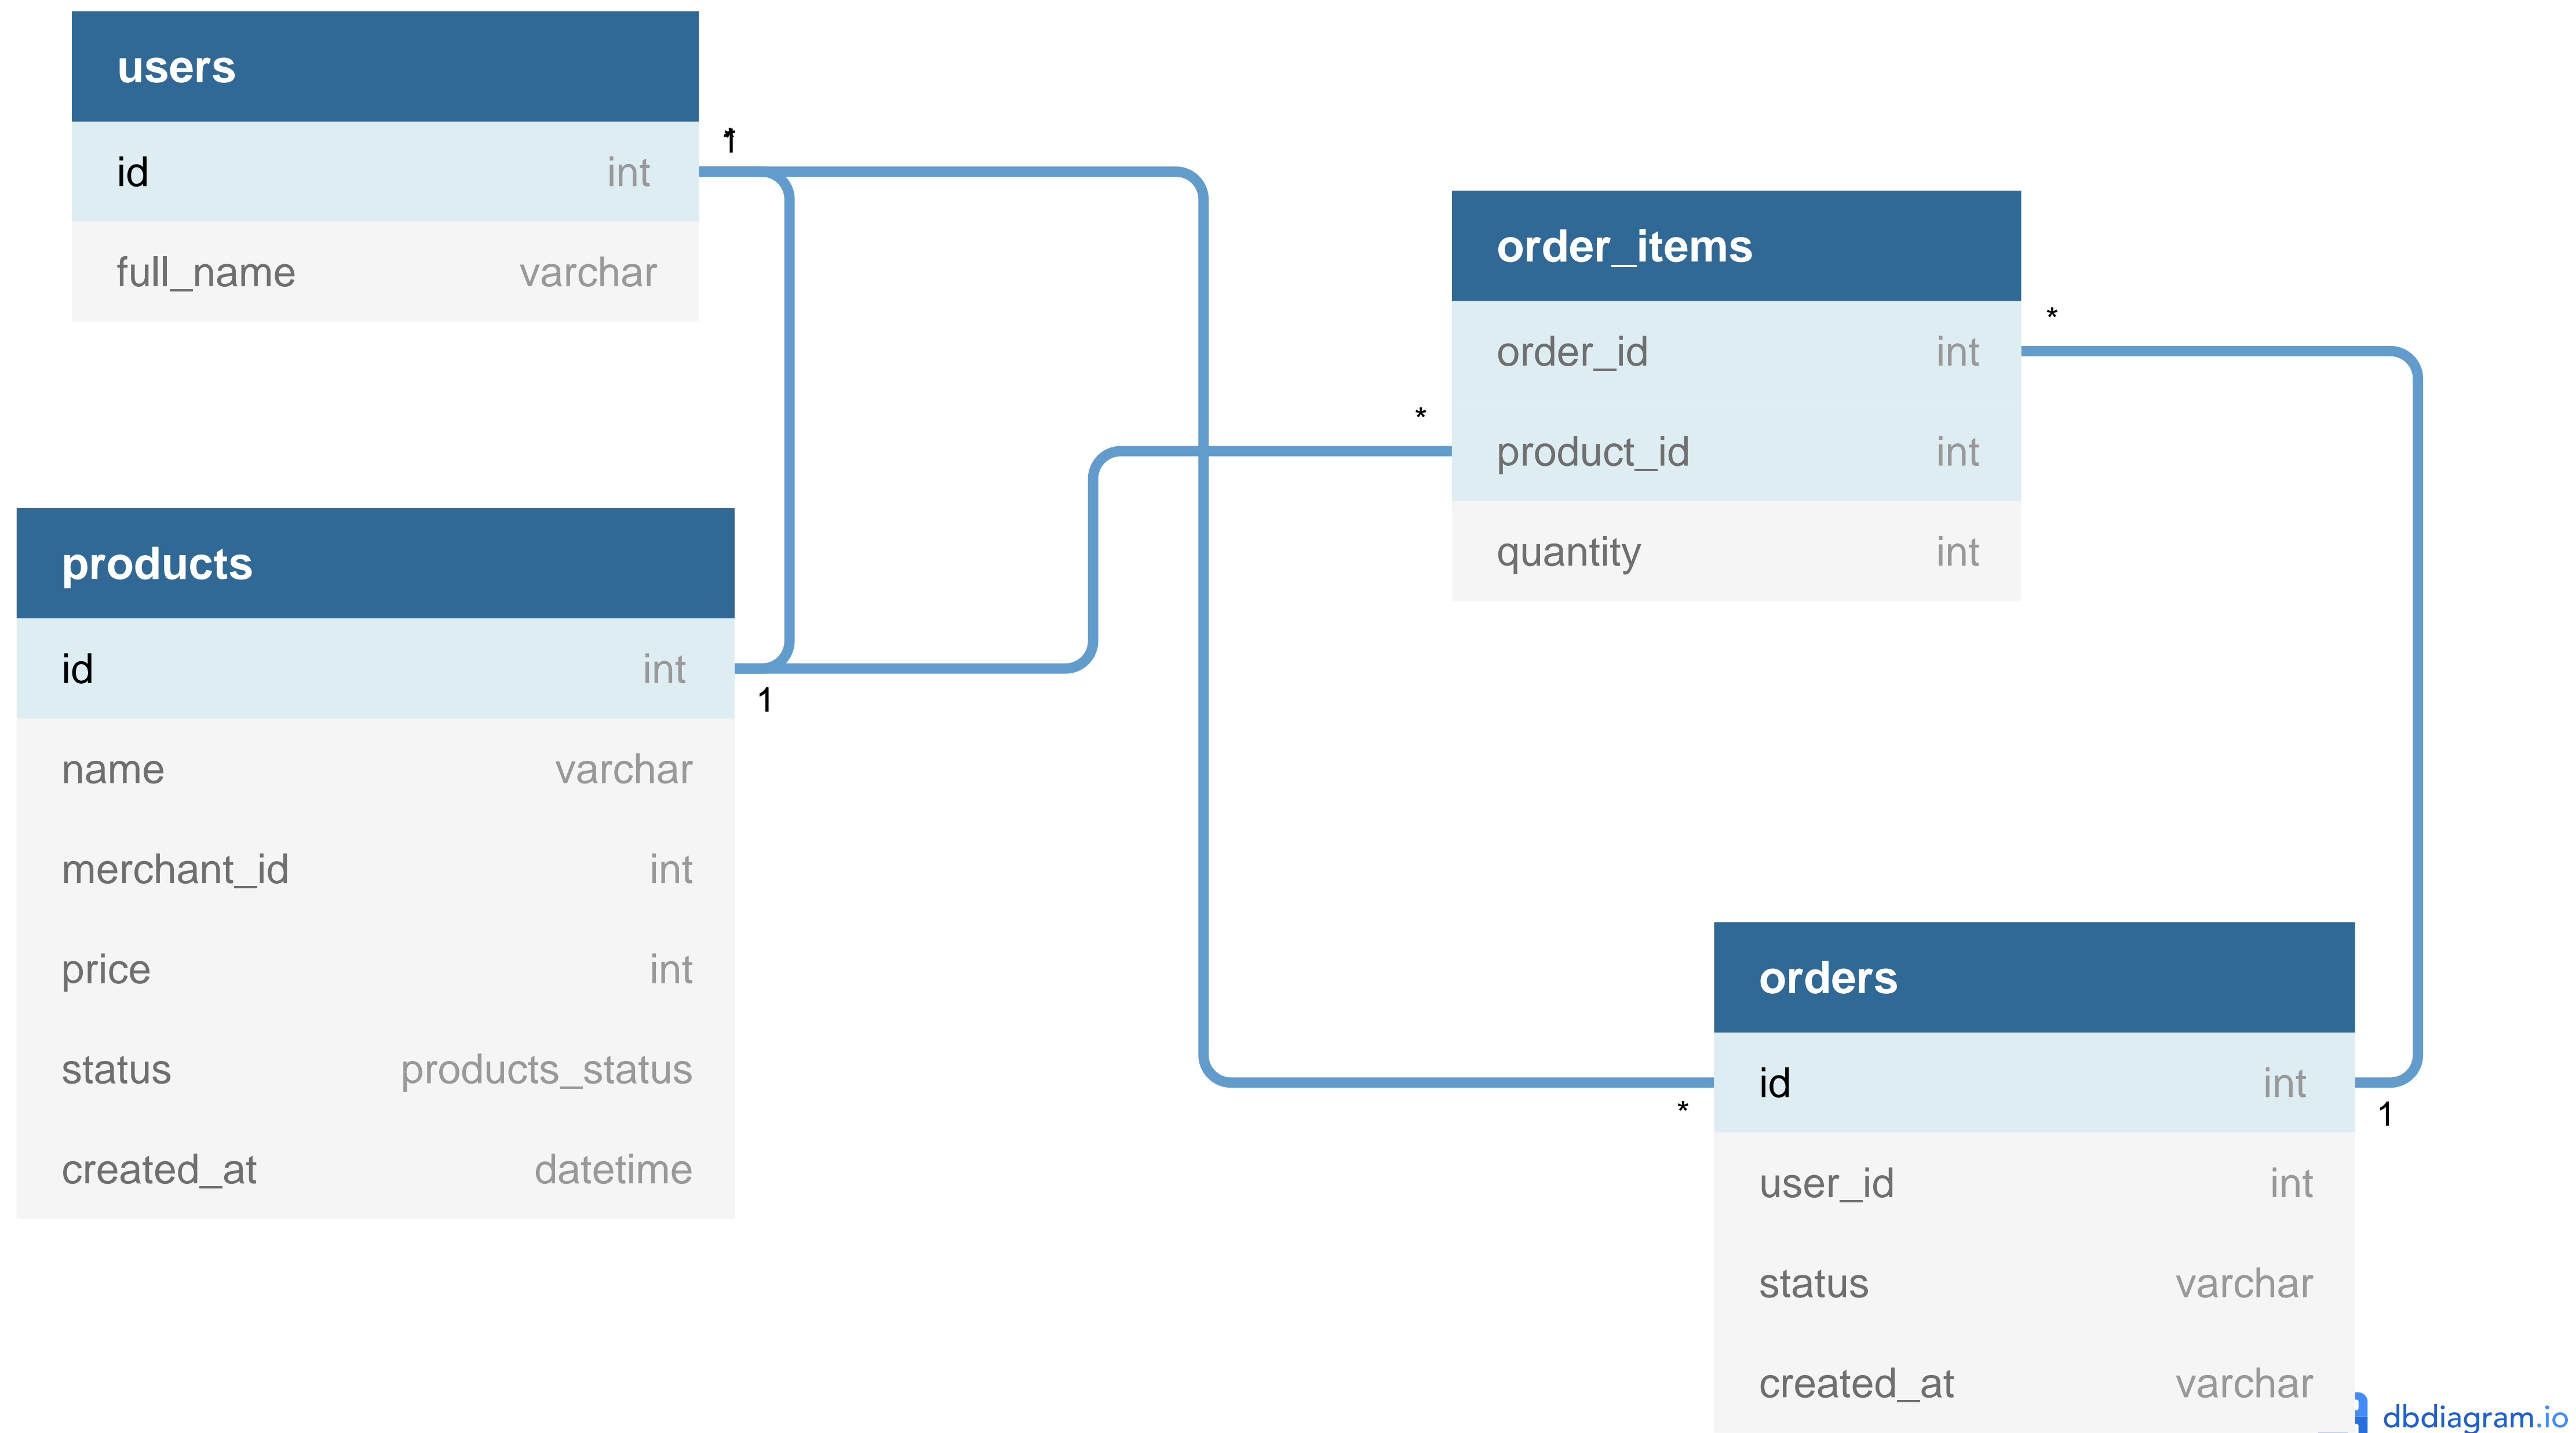 users
id int
full_name varchar
1
*
order_items
order_id int
product_id int
quantity int
*
*
products
id int
name varchar
merchant_id int
price int
status products_status
created_at datetime
1
orders
id int
user_id int
status varchar
created_at varchar
*
1
dbdiagram.io